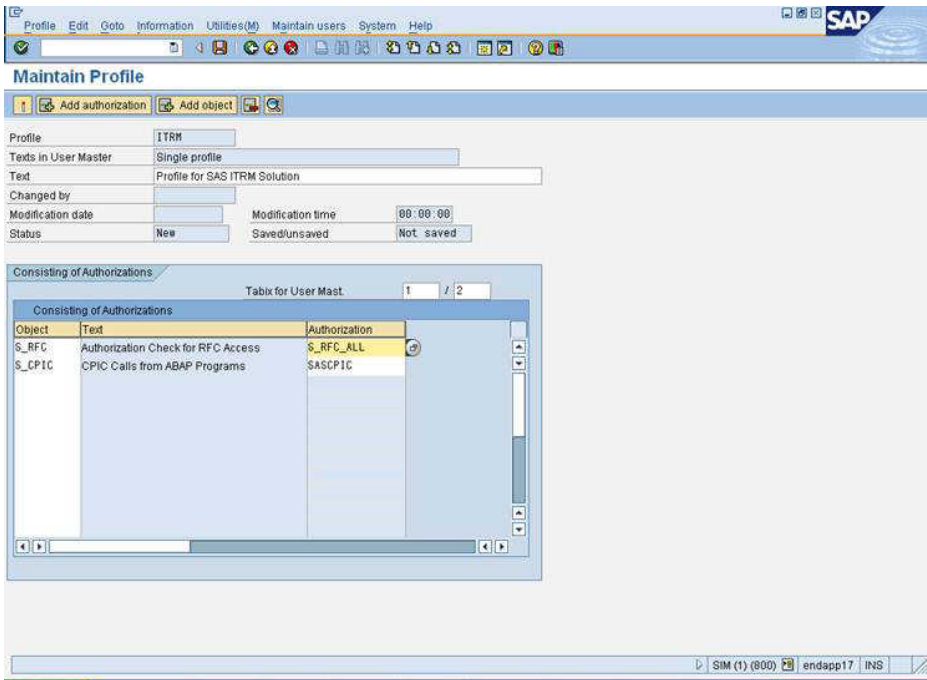 Profile Edit Goto Information Utilities(M) Maintain users System Help
SAP
Maintain Profile
Add authorization Add object
Profile ITRM
Texts in User Master Single profile
Text Profile for SAS ITRM Solution
Changed by
Modification date Modification time 00:00:00
Status New Saved/unsaved Not saved
Consisting of Authorizations
Tabix for User Mast. 1 / 2
Consisting of Authorizations
Object Text Authorization
S_RFC Authorization Check for RFC Access S_RFC_ALL
S_CPIC CPIC Calls from ABAP Programs SASCPIC
SIM (1) (800) endapp17 INS